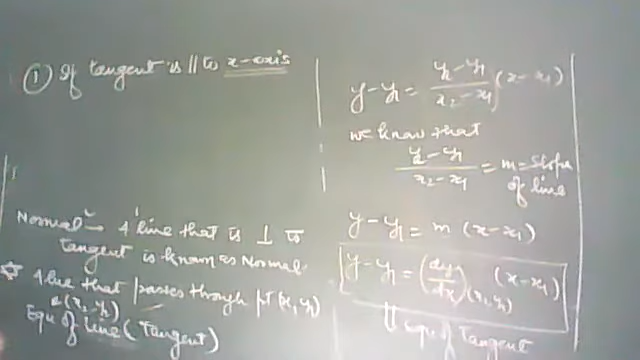 ① If tangent is || to x-axis
Normal - A line that is ⊥ to
tangent is known as Normal.
☆ A line that passes through pt (x₁, y₁)
& (x₂, y₂)
Equ of line (Tangent)
y - y₁ = y₂ - y₁ / x₂ - x₁ (x - x₁)
we know that
y₂ - y₁ / x₂ - x₁ = m = slope
of line
y - y₁ = m (x - x₁)
y - y₁ = (dy/dx)(x₁, y₁) (x - x₁)
Equ. of Tangent